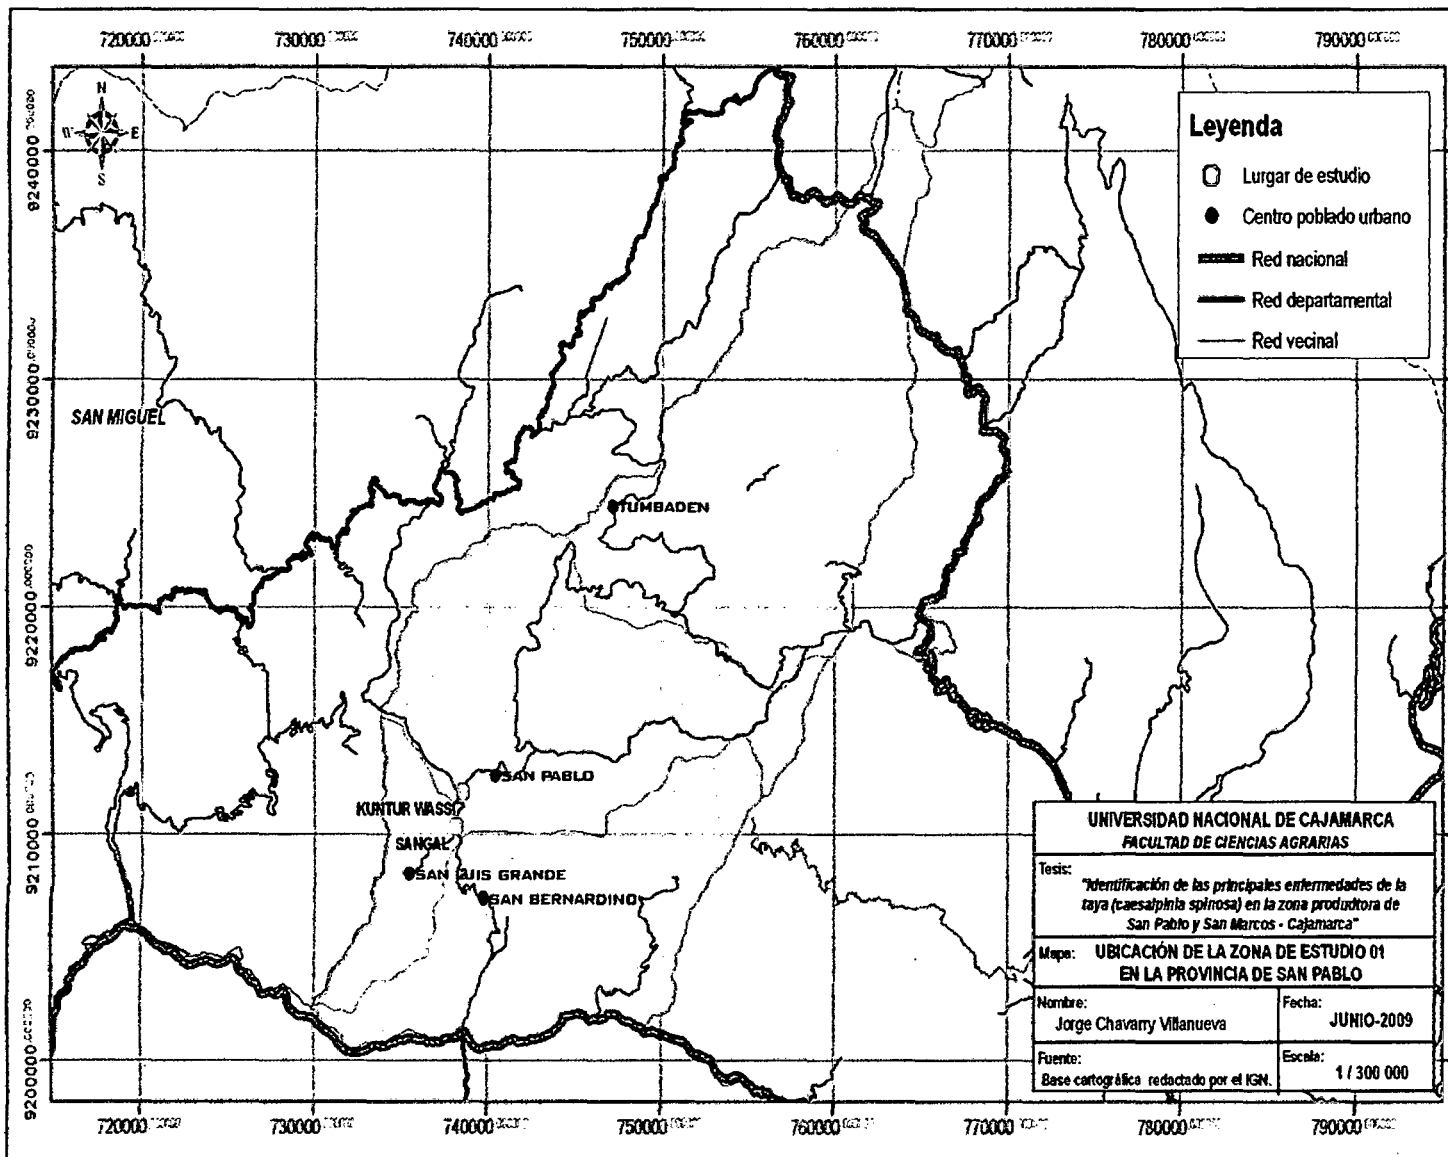 720000 730000 740000 750000 760000 770000 780000 790000
N
W E
S
9240000
9230000
9220000
9210000
9200000
Leyenda
Lurgar de estudio
Centro poblado urbano
Red nacional
Red departamental
Red vecinal
SAN MIGUEL
TUMBADEN
SAN PABLO
KUNTUR WASSI
SANGAL
SAN LUIS GRANDE
SAN BERNARDINO
UNIVERSIDAD NACIONAL DE CAJAMARCA
FACULTAD DE CIENCIAS AGRARIAS
Tesis:
"Identificación de las principales enfermedades de la
taya (caesalpinia spinosa) en la zona produditora de
San Pablo y San Marcos - Cajamarca"
Mapa: UBICACIÓN DE LA ZONA DE ESTUDIO 01
EN LA PROVINCIA DE SAN PABLO
Nombre:
Jorge Chavarry Villanueva
Fecha:
JUNIO-2009
Fuente:
Base cartográfica redactado por el IGN.
Escala:
1 / 300 000
720000 730000 740000 750000 760000 770000 780000 790000